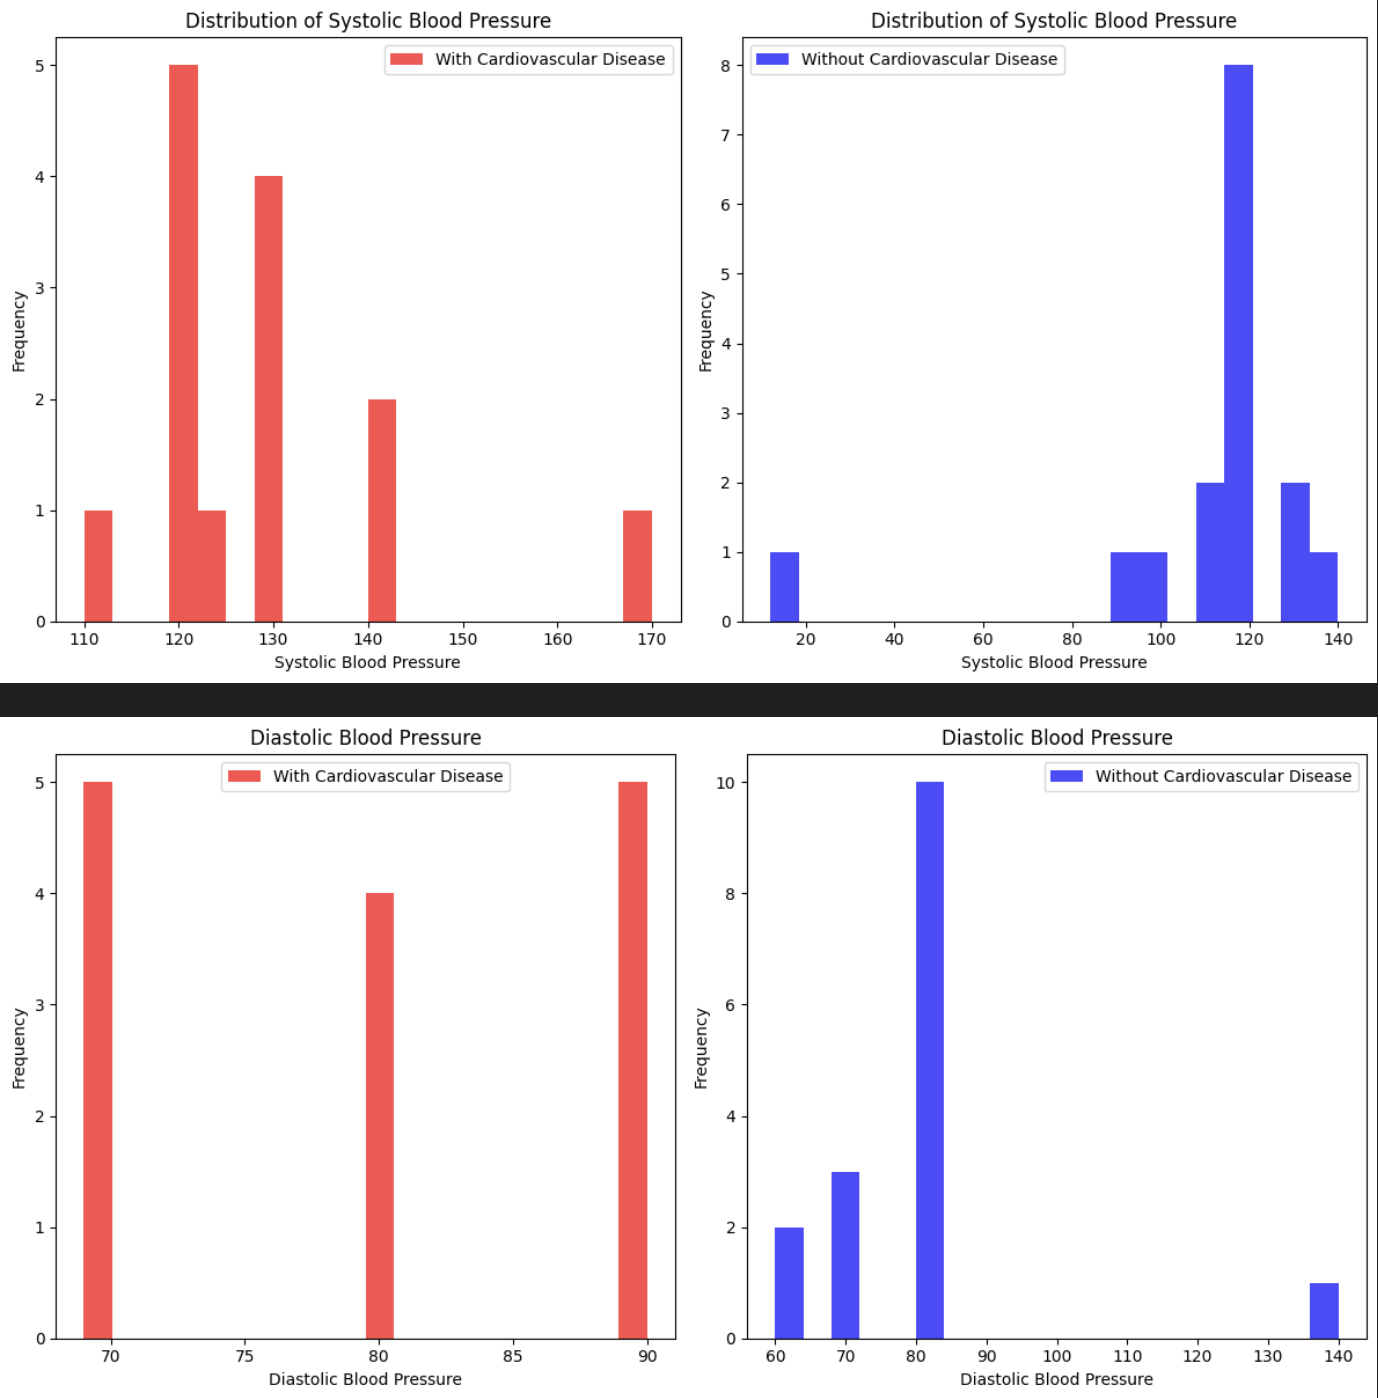 Distribution of Systolic Blood Pressure
With Cardiovascular Disease
5
4
3
2
1
0
Frequency
110 120 130 140 150 160 170
Systolic Blood Pressure
Distribution of Systolic Blood Pressure
Without Cardiovascular Disease
8
7
6
5
4
3
2
1
0
Frequency
20 40 60 80 100 120 140
Systolic Blood Pressure
Diastolic Blood Pressure
With Cardiovascular Disease
5
4
3
2
1
0
Frequency
70 75 80 85 90
Diastolic Blood Pressure
Diastolic Blood Pressure
Without Cardiovascular Disease
10
8
6
4
2
0
Frequency
60 70 80 90 100 110 120 130 140
Diastolic Blood Pressure